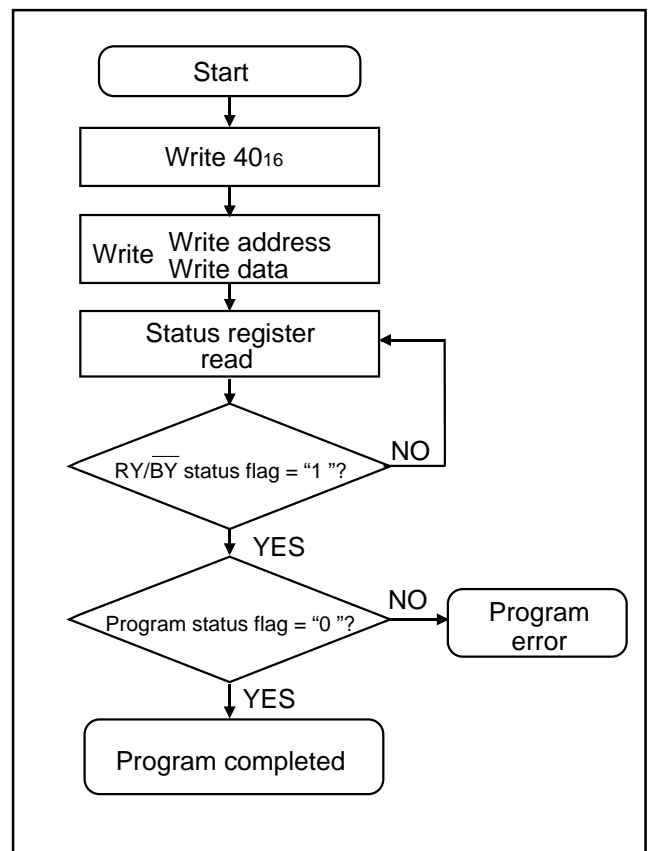 Start
Write 40₁₆
Write Write address
Write data
Status register
read
RY/B̅Y̅ status flag = “1 ”?
NO
YES
Program status flag = “0 ”?
NO
Program
error
YES
Program completed